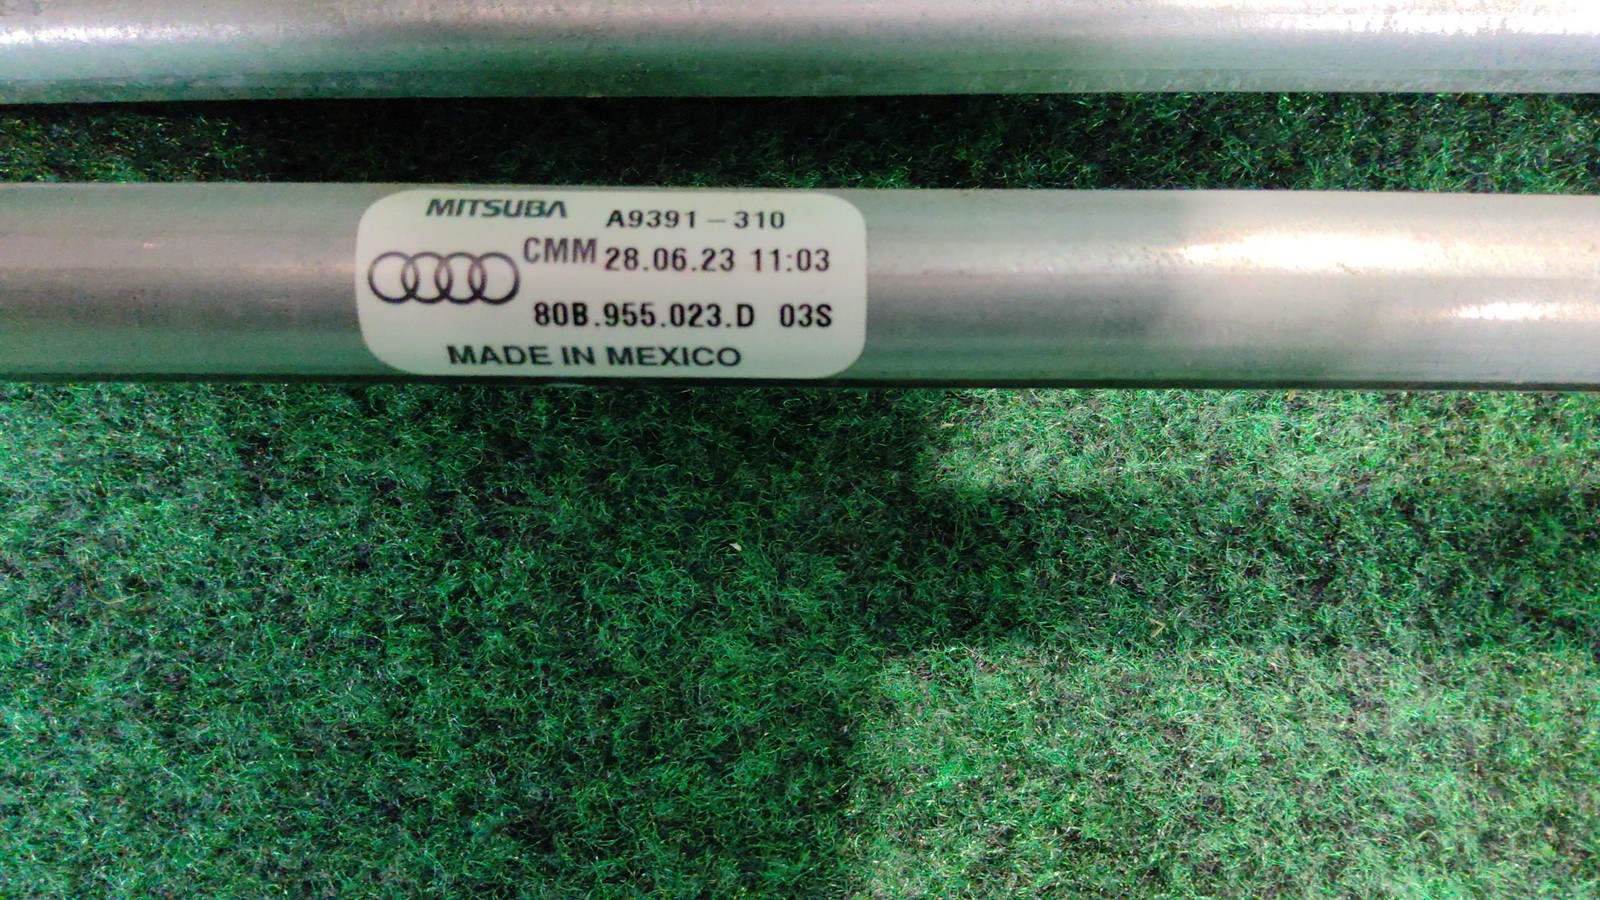 MITSUBA A9391-310
CMM 28.06.23 11:03
80B.955.023.D 03S
MADE IN MEXICO